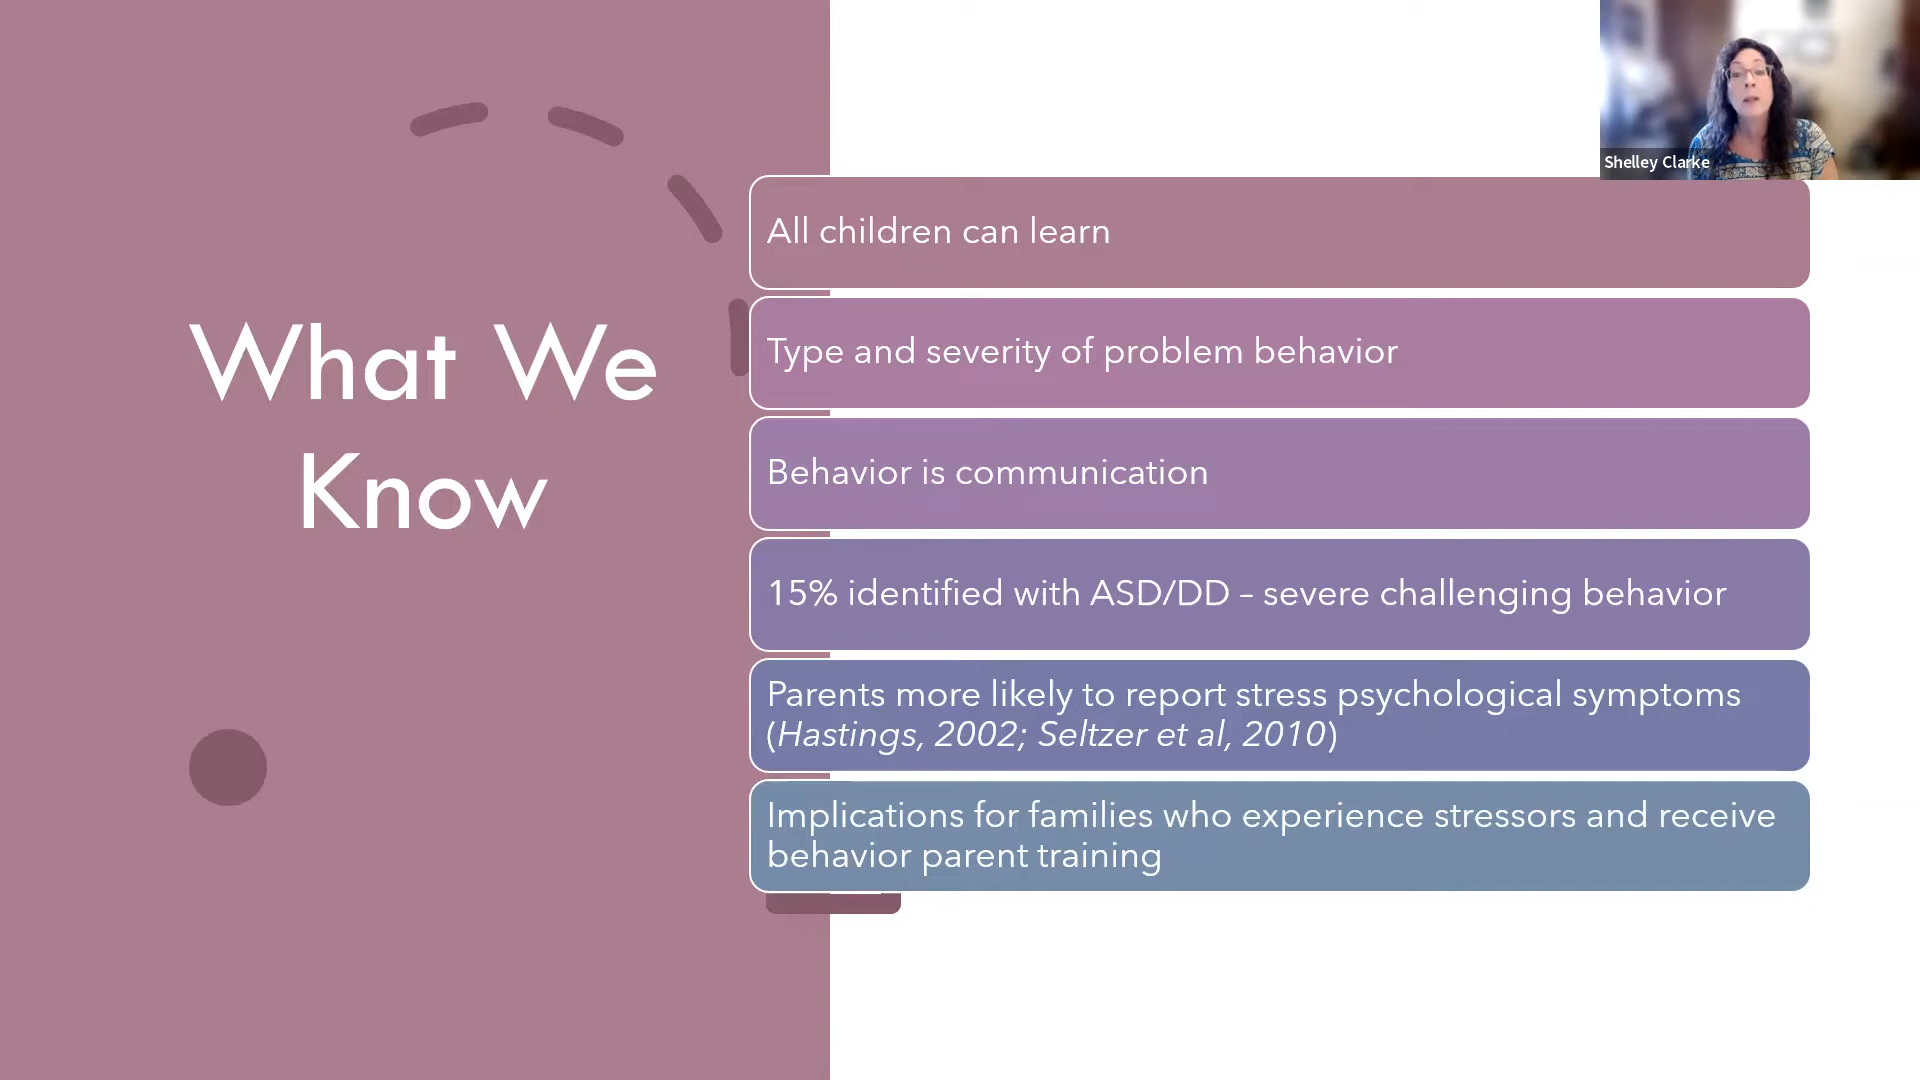 What We
Know
Shelley Clarke
All children can learn
Type and severity of problem behavior
Behavior is communication
15% identified with ASD/DD – severe challenging behavior
Parents more likely to report stress psychological symptoms
(Hastings, 2002; Seltzer et al, 2010)
Implications for families who experience stressors and receive
behavior parent training